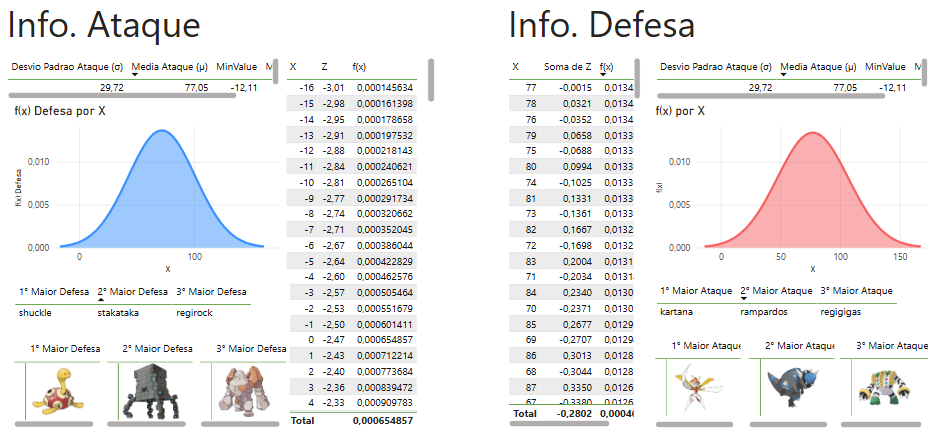 Info. Ataque
Desvio Padrao Ataque (σ) Media Ataque (μ) MinValue M
29,72 77,05 -12,11
f(x) Defesa por X
f(x) Defesa
0,010
0,005
0,000
0 100
X
1° Maior Defesa 2° Maior Defesa 3° Maior Defesa
shuckle stakataka regirock
1° Maior Defesa 2° Maior Defesa 3° Maior Defesa
X Z f(x)
-16 -3,01 0,000145634
-15 -2,98 0,000161398
-14 -2,95 0,000178658
-13 -2,91 0,000197532
-12 -2,88 0,000218143
-11 -2,84 0,000240621
-10 -2,81 0,000265104
-9 -2,77 0,000291734
-8 -2,74 0,000320662
-7 -2,71 0,000352045
-6 -2,67 0,000386044
-5 -2,64 0,000422829
-4 -2,60 0,000462576
-3 -2,57 0,000505464
-2 -2,53 0,000551679
-1 -2,50 0,000601411
0 -2,47 0,000654857
1 -2,43 0,000712214
2 -2,40 0,000773684
3 -2,36 0,000839472
4 -2,33 0,000909783
Total 0,000654857
Info. Defesa
X Soma de Z f(x)
77 -0,0015 0,0134
78 0,0321 0,0134
76 -0,0352 0,0134
79 0,0658 0,0133
75 -0,0688 0,0133
80 0,0994 0,0133
74 -0,1025 0,0133
81 0,1331 0,0133
73 -0,1361 0,0133
82 0,1667 0,0132
72 -0,1698 0,0132
83 0,2004 0,0131
71 -0,2034 0,0131
84 0,2340 0,0130
70 -0,2371 0,0130
85 0,2677 0,0129
69 -0,2707 0,0129
86 0,3013 0,0128
68 -0,3044 0,0128
87 0,3350 0,0126
67 -0,3380 0,0126
Total -0,2802 0,0004
Desvio Padrao Ataque (σ) Media Ataque (μ) MinValue M
29,72 77,05 -12,11
f(x) por X
f(x)
0,010
0,005
0,000
0 50 100 150
X
1° Maior Ataque 2° Maior Ataque 3° Maior Ataque
kartana rampardos regigigas
1° Maior Ataque 2° Maior Ataque 3° Maior Ataque